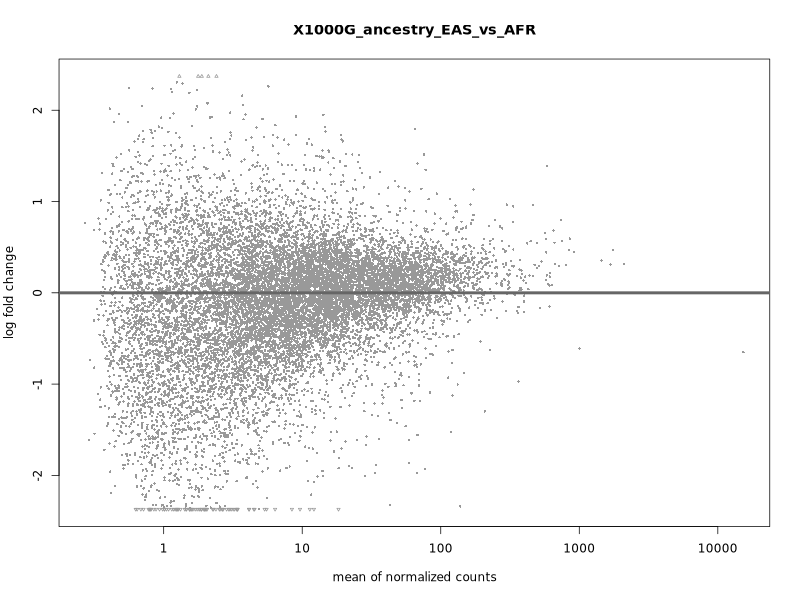 X1000G_ancestry_EAS_vs_AFR
log fold change
2
1
0
-1
-2
1 10 100 1000 10000
mean of normalized counts